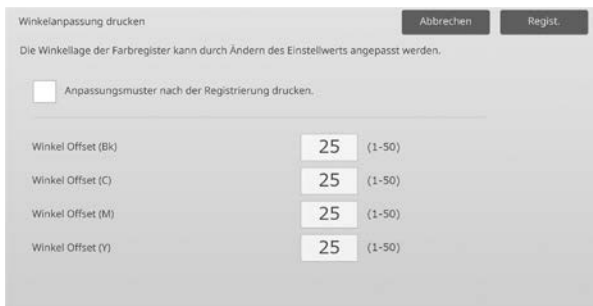 Winkelanpassung drucken Abbrechen Regist.
Die Winkellage der Farbregister kann durch Ändern des Einstellwerts angepasst werden.
Anpassungsmuster nach der Registrierung drucken.
Winkel Offset (Bk) 25 (1-50)
Winkel Offset (C) 25 (1-50)
Winkel Offset (M) 25 (1-50)
Winkel Offset (Y) 25 (1-50)